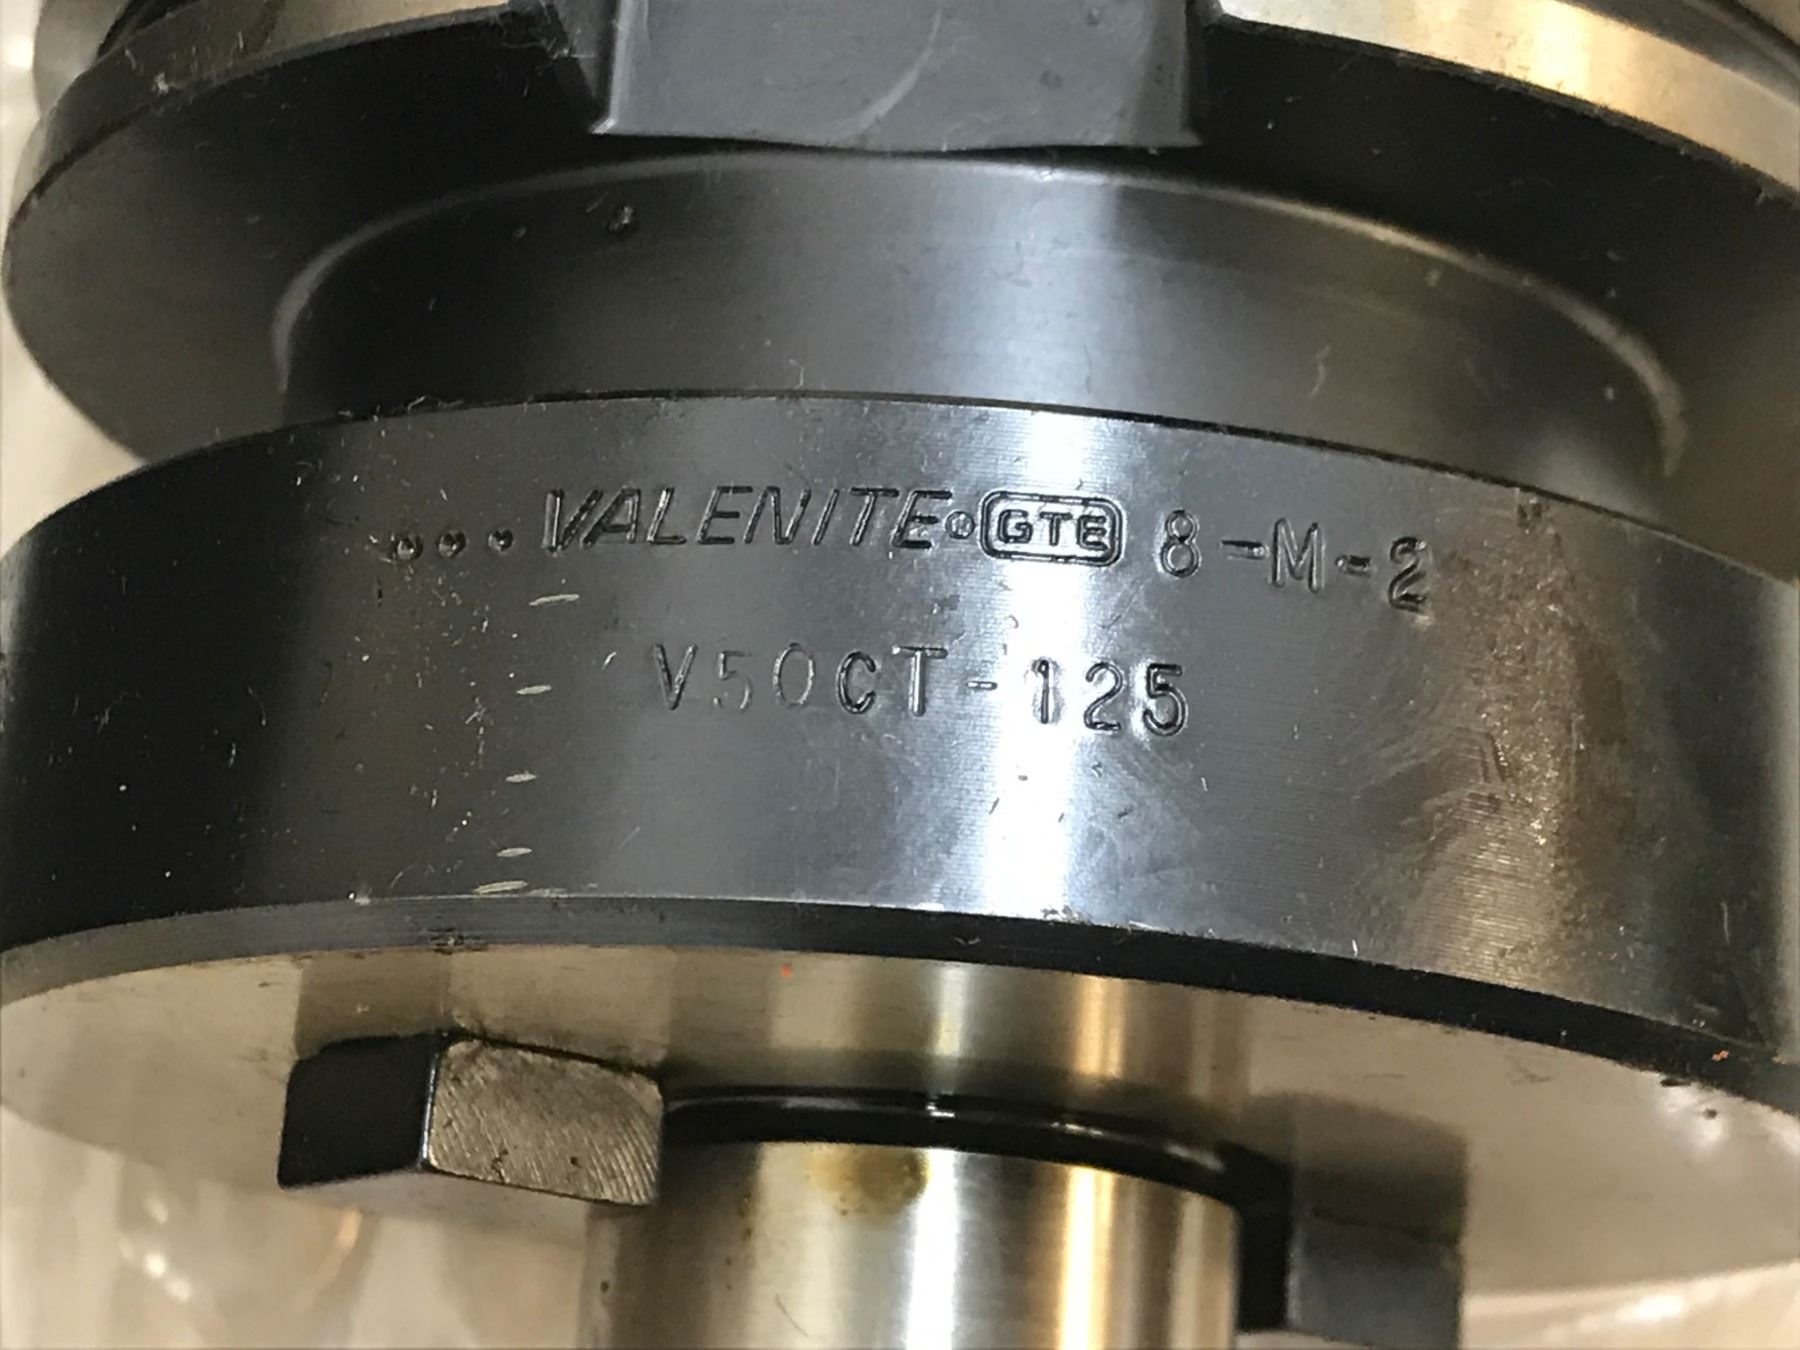 ...VALENITE® GTE 8-M-2
V50CT-125